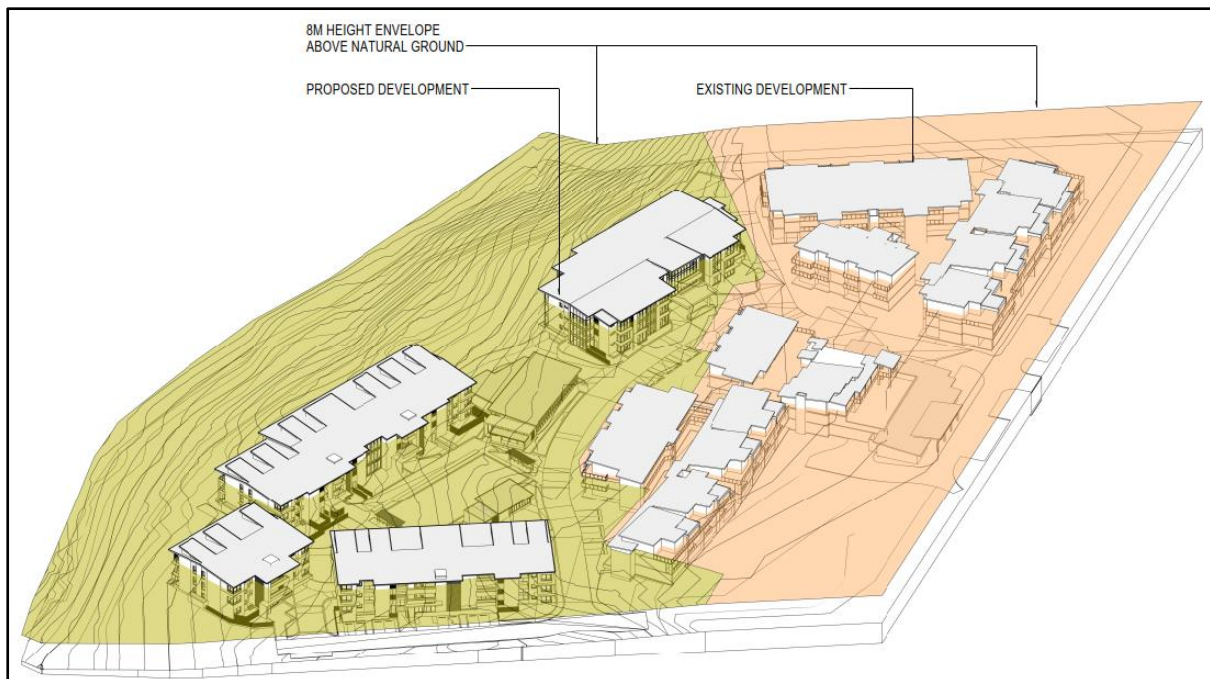 8M HEIGHT ENVELOPE
ABOVE NATURAL GROUND
PROPOSED DEVELOPMENT
EXISTING DEVELOPMENT